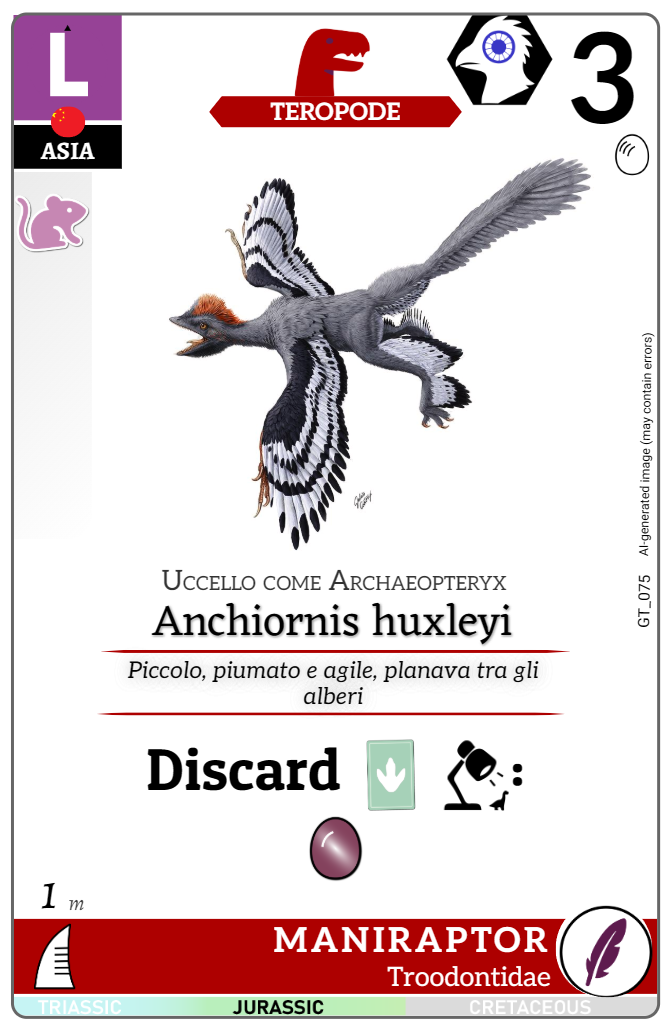 L
ASIA
TEROPODE
3
AI-generated image (may contain errors)
GT_075
Uccello come Archaeopteryx
Anchiornis huxleyi
Piccolo, piumato e agile, planava tra gli
alberi
Discard :
1 m
MANIRAPTOR
Troodontidae
TRIASSIC JURASSIC CRETACEOUS